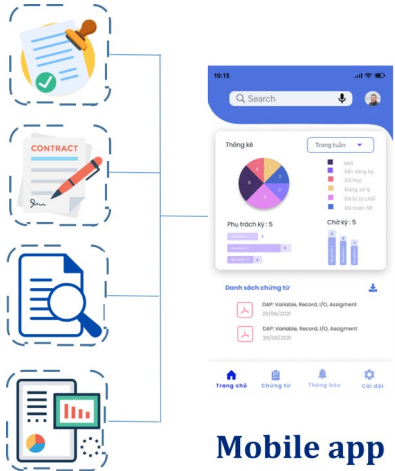 10:15
Search
CONTRACT
Thống kê
Trong tuần
Mới
Sẵn sàng ký
Đã hủy
Đang xử lý
Đã bị từ chối
Đã hoàn tất
Phụ trách ký : 5
Chờ ký : 5
Danh sách chứng từ
DAP: Variable, Record, I/O, Assigment
29/09/2021
DAP: Variable, Record, I/O, Assigment
29/09/2021
Trang chủ
Chứng từ
Thông báo
Cài đặt
Mobile app